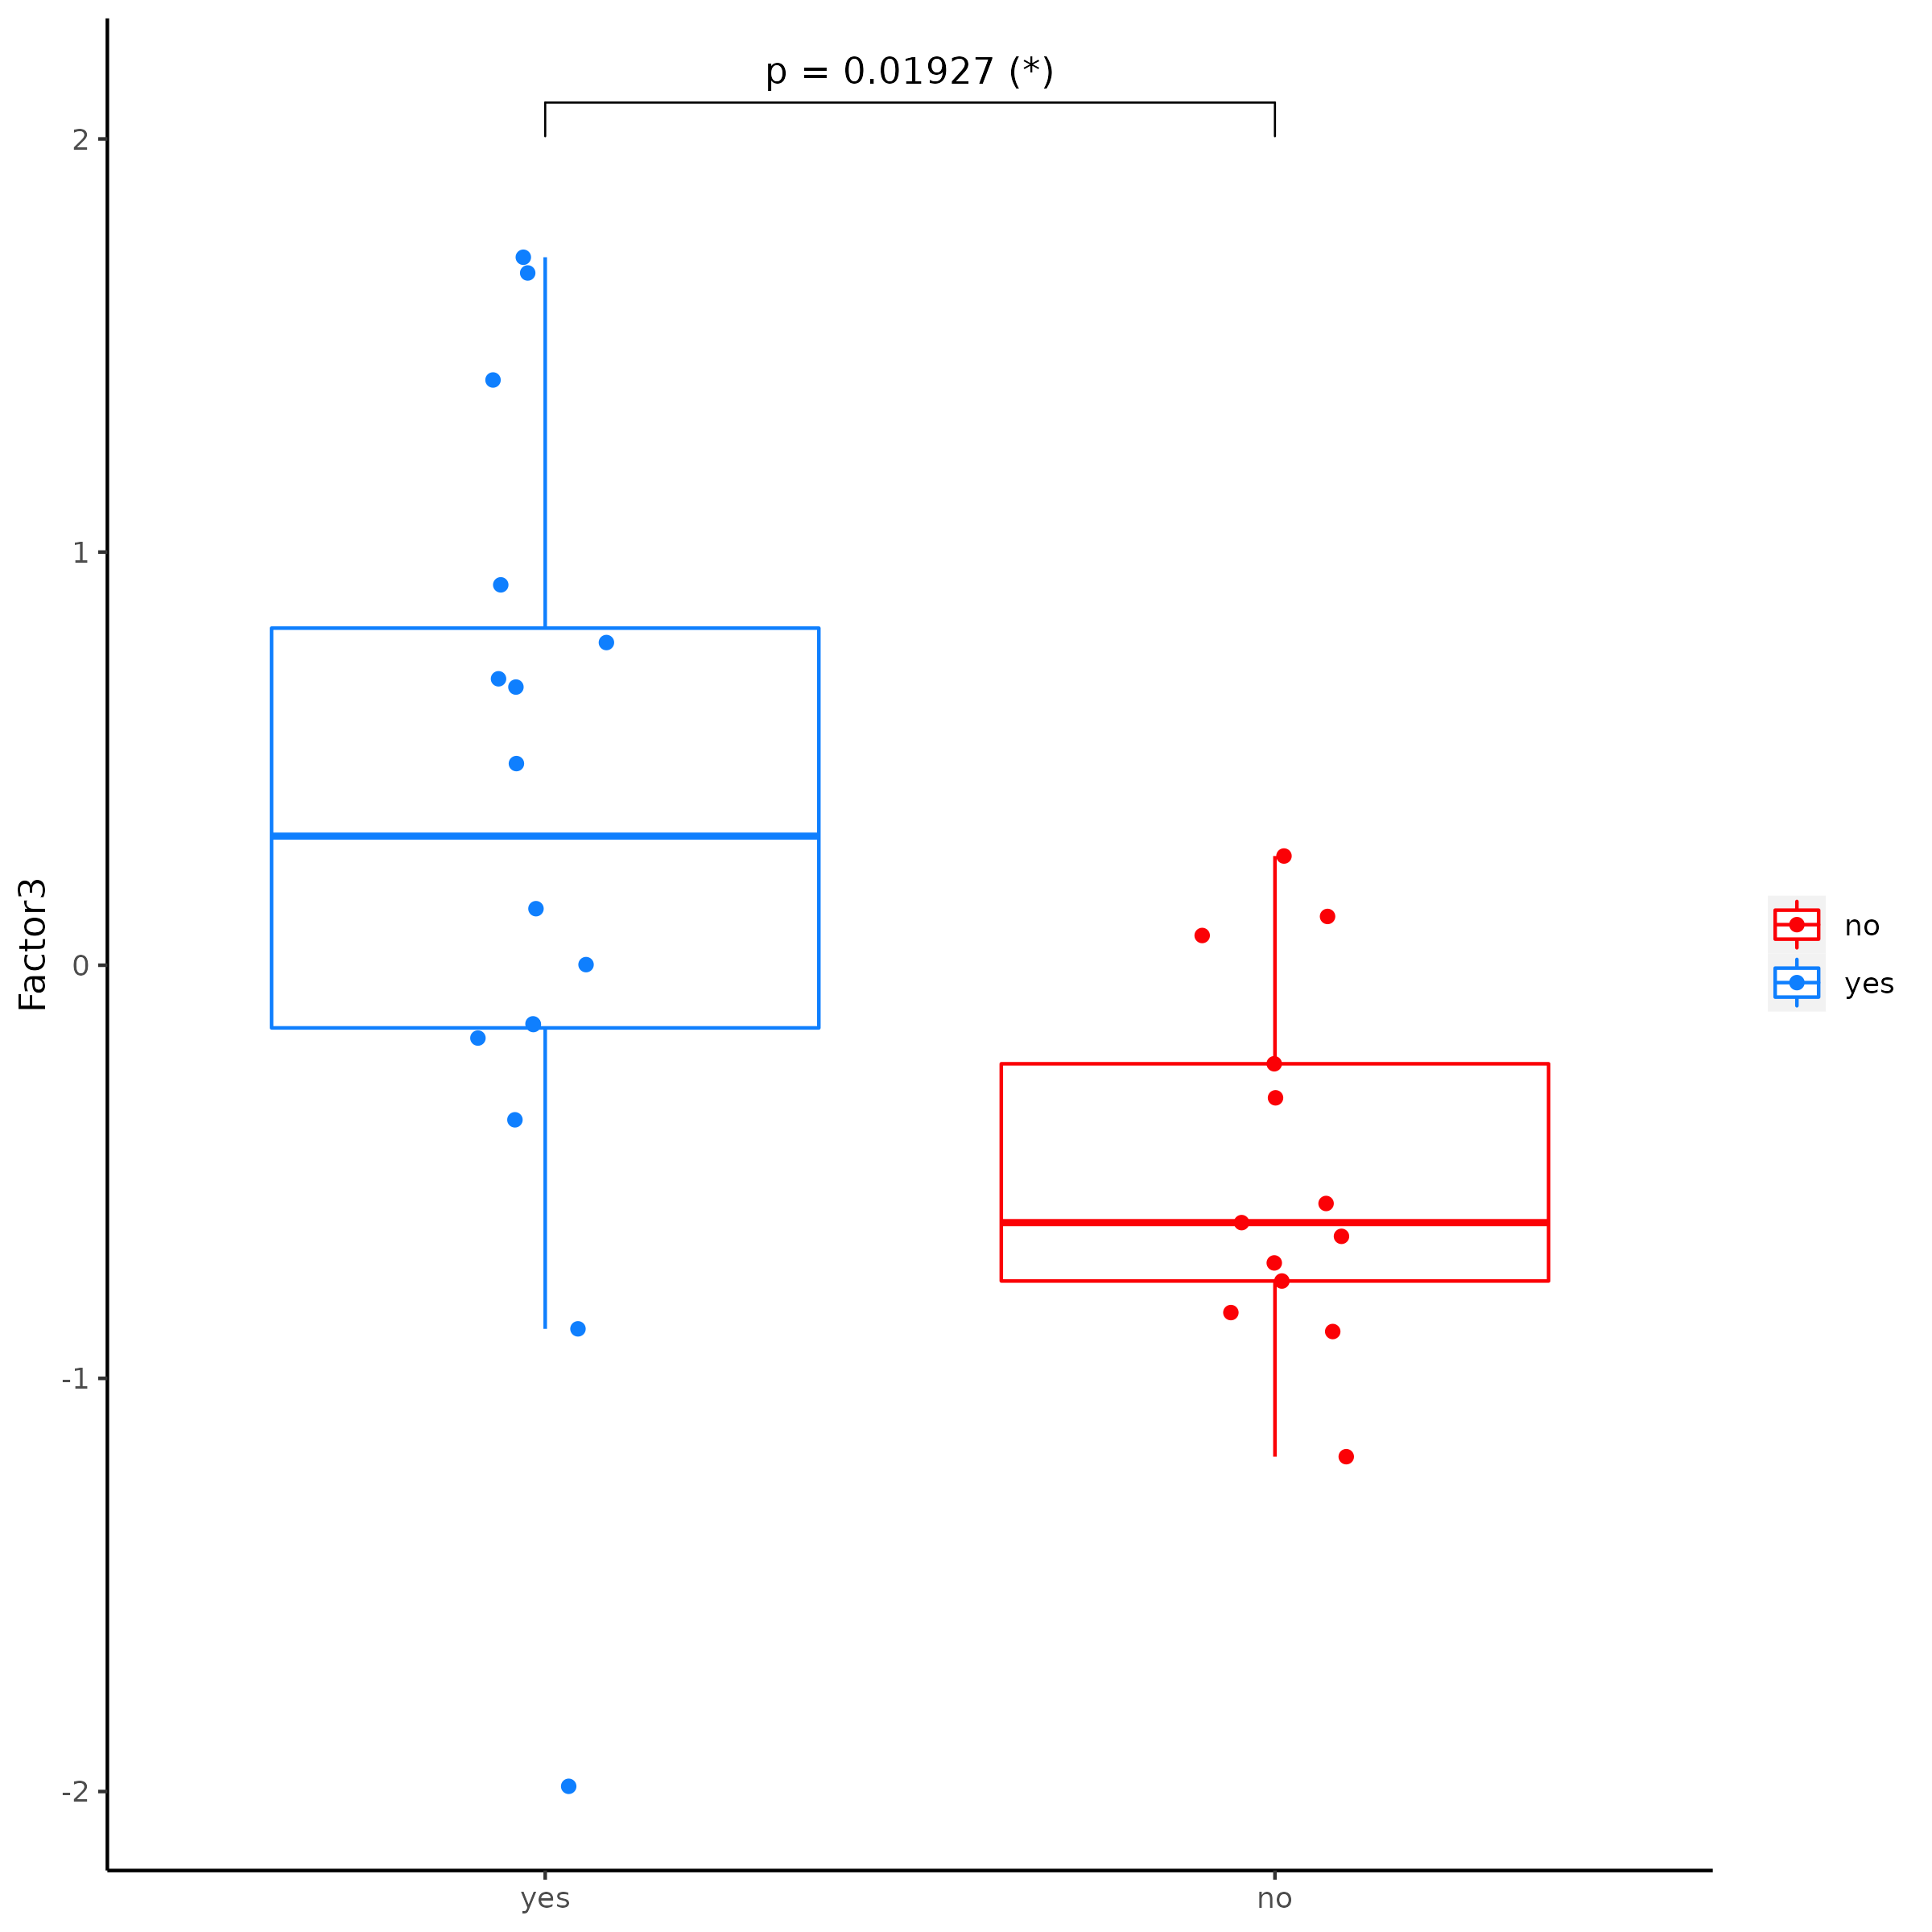 p = 0.01927 (*)
2
1
0
-1
-2
Factor3
yes
no
no
yes